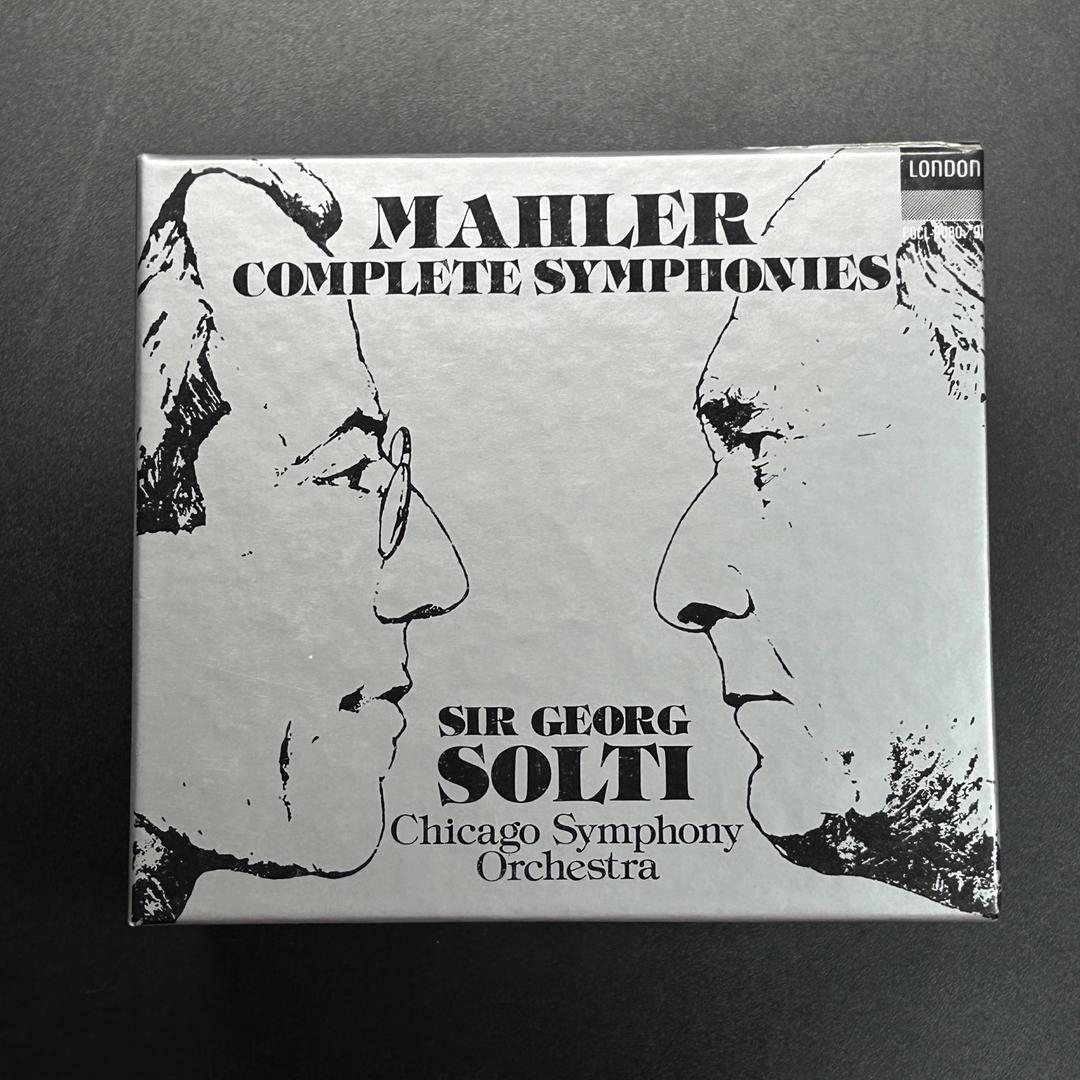 MAHLER
COMPLETE SYMPHONIES
LONDON
SIR GEORG
SOLTI
Chicago Symphony
Orchestra